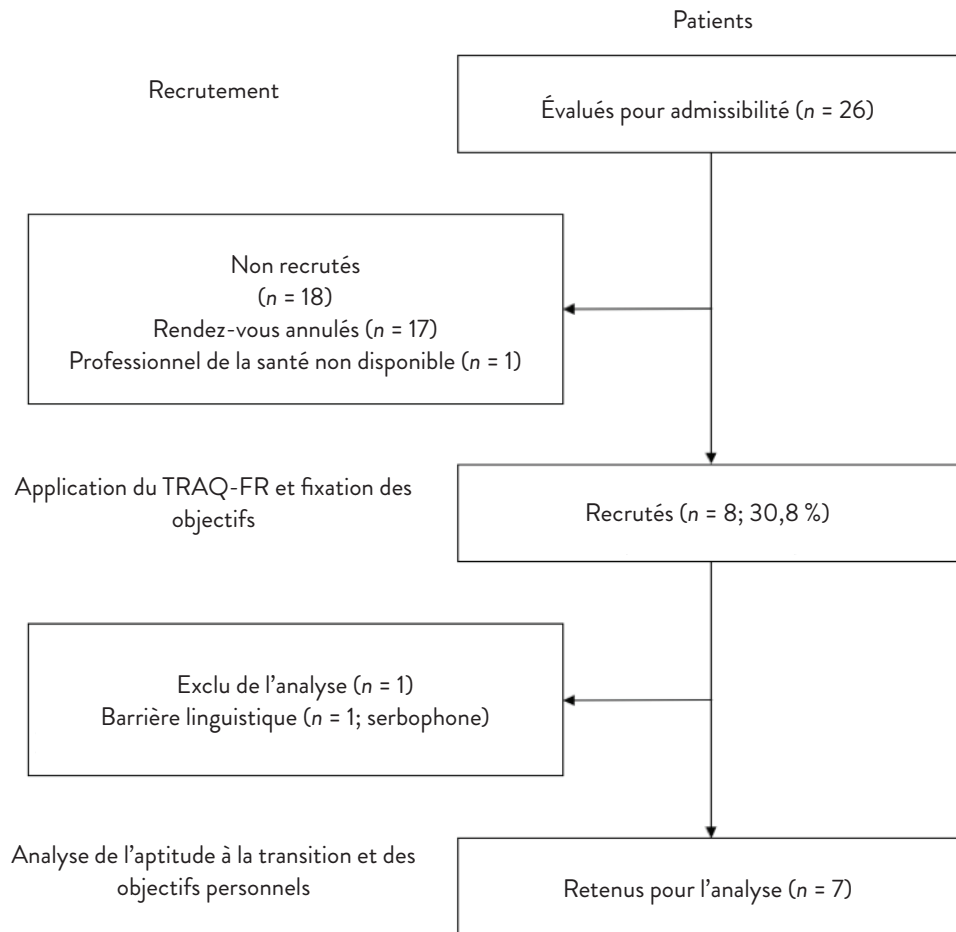 Patients
Recrutement
Évalués pour admissibilité (n = 26)
Non recrutés
(n = 18)
Rendez-vous annulés (n = 17)
Professionnel de la santé non disponible (n = 1)
Application du TRAQ-FR et fixation des
objectifs
Recrutés (n = 8; 30,8 %)
Exclu de l’analyse (n = 1)
Barrière linguistique (n = 1; serbophone)
Analyse de l’aptitude à la transition et des
objectifs personnels
Retenus pour l’analyse (n = 7)